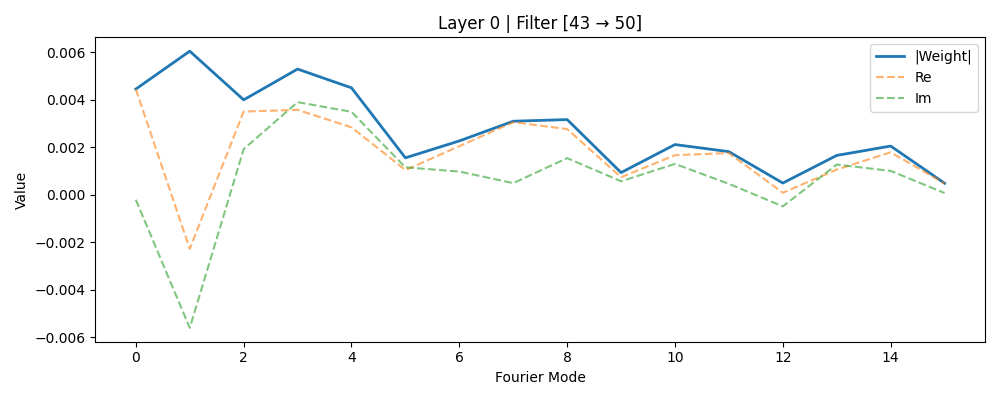 Layer 0 | Filter [43 → 50]
|Weight|
Re
Im
0.006
0.004
0.002
0.000
−0.002
−0.004
−0.006
Value
0 2 4 6 8 10 12 14
Fourier Mode